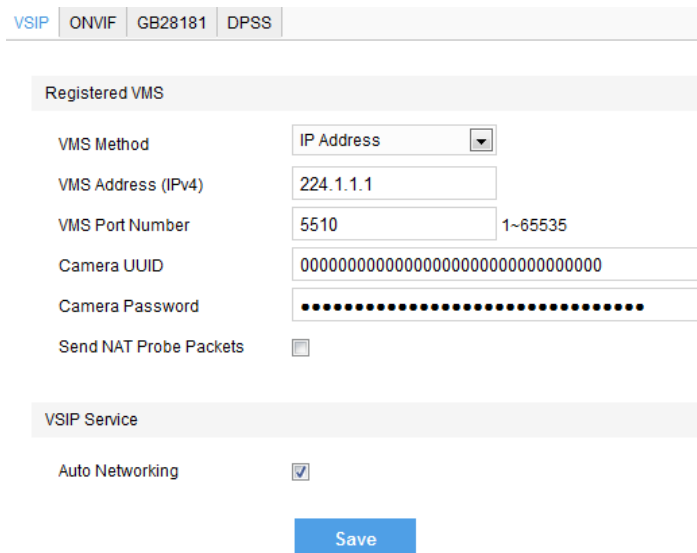 VSIP ONVIF GB28181 DPSS
Registered VMS
VMS Method IP Address
VMS Address (IPv4) 224.1.1.1
VMS Port Number 5510 1~65535
Camera UUID 00000000000000000000000000000000
Camera Password ••••••••••••••••••••••••••••••••
Send NAT Probe Packets
VSIP Service
Auto Networking
Save